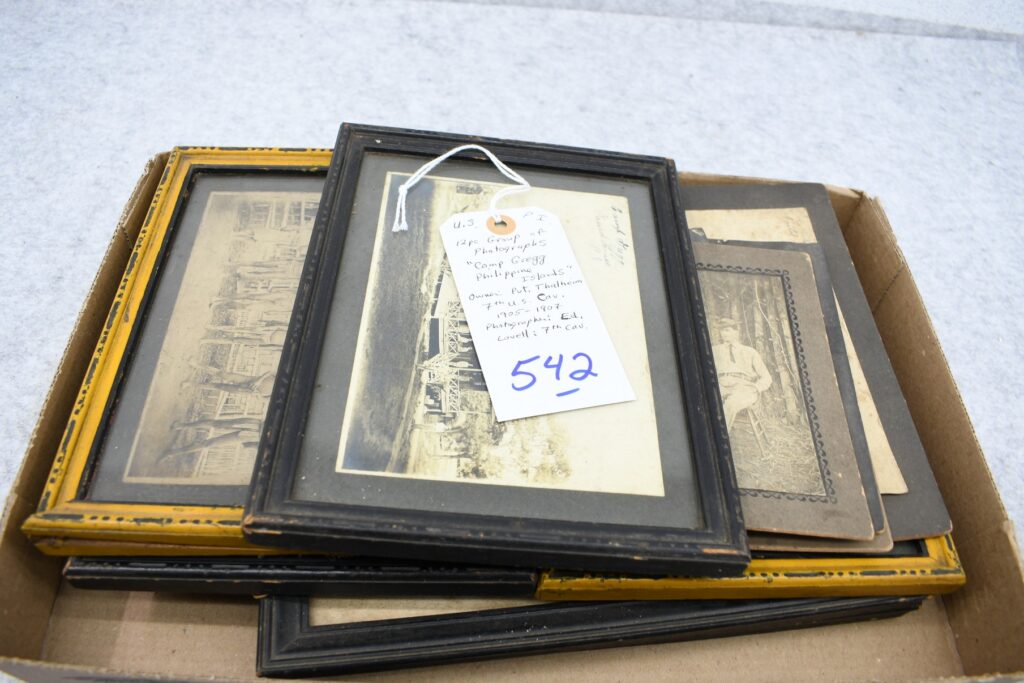 U.S. P.I.
12pc Group of
Photographs
"Camp Gregg
Philippine
Islands"
Owner: Pvt. Thalheim
7th U.S. Cav.
1905-1907
Photographer: Ed.
Lovell: 7th Cav.
542